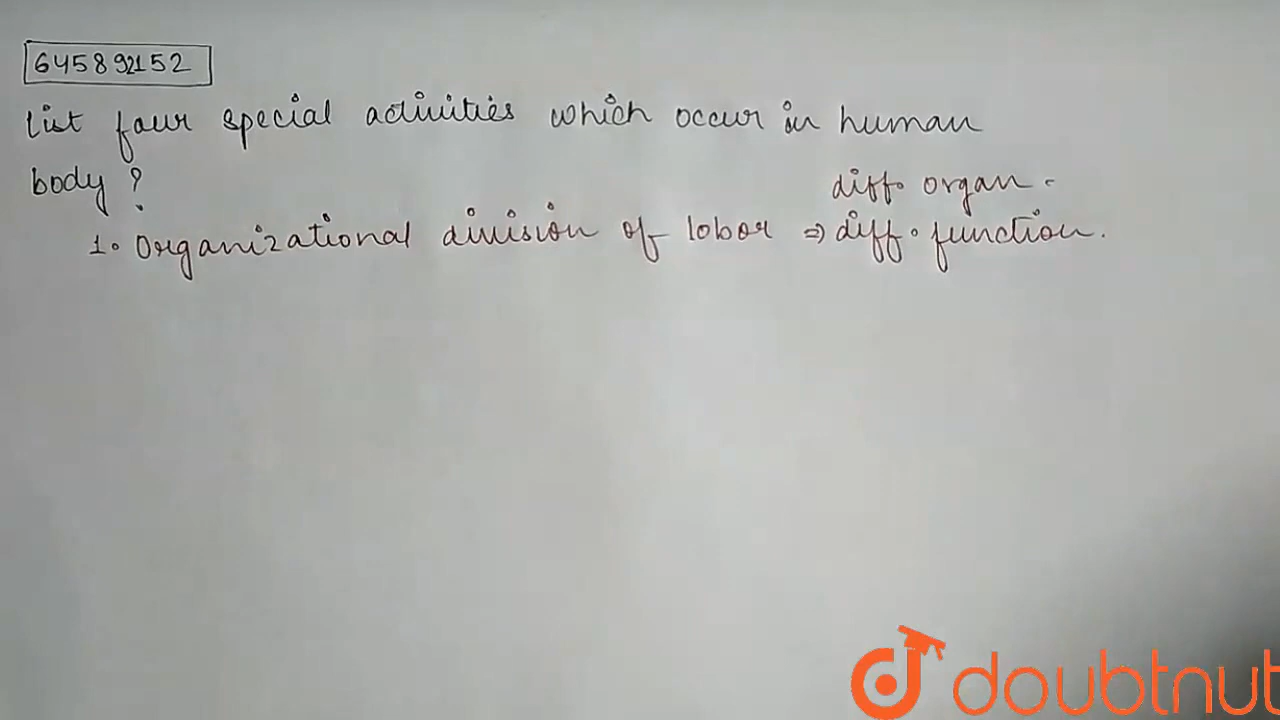 645892152
list four special activities which occur in human
body ?
diff. organ -
1. Organizational division of lobor ⇒ diff. function.
doubtnut